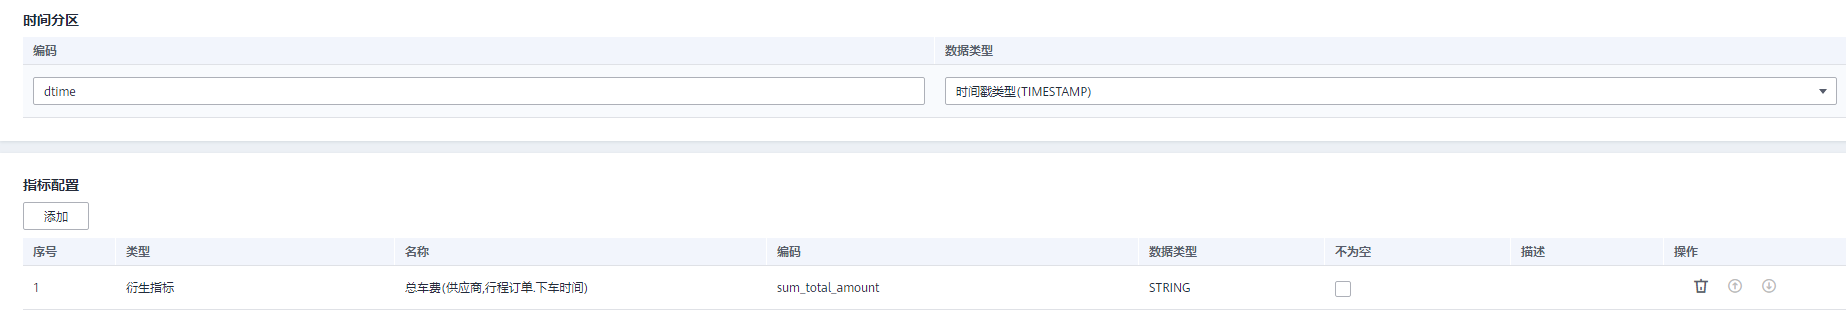 时间分区
编码 数据类型
dtime 时间戳类型(TIMESTAMP)
指标配置
添加
序号 类型 名称 编码 数据类型 不为空 描述 操作
1 衍生指标 总车费(供应商,行程订单.下车时间) sum_total_amount STRING